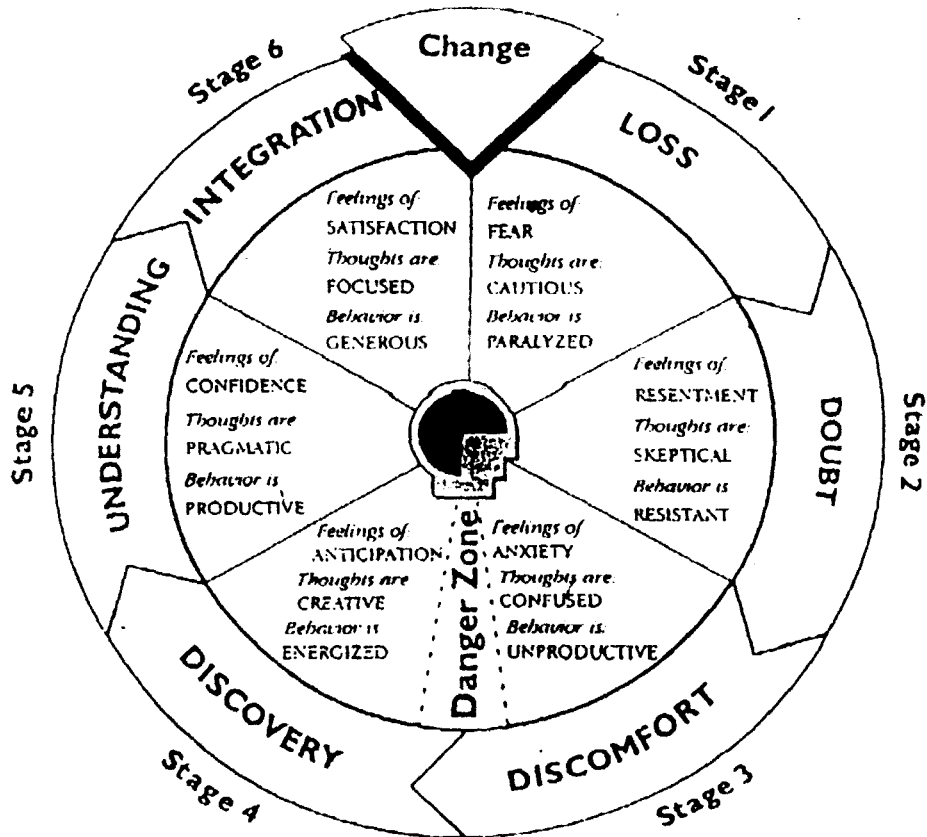 Change
Stage 1
LOSS
Feelings of:
FEAR
Thoughts are:
CAUTIOUS
Behavior is:
PARALYZED
Stage 2
DOUBT
Feelings of:
RESENTMENT
Thoughts are:
SKEPTICAL
Behavior is
RESISTANT
Stage 3
DISCOMFORT
Feelings of
ANXIETY
Thoughts are:
CONFUSED
Behavior is:
UNPRODUCTIVE
Danger Zone
Stage 4
DISCOVERY
Feelings of:
ANTICIPATION
Thoughts are
CREATIVE
Behavior is
ENERGIZED
Stage 5
UNDERSTANDING
Feelings of:
CONFIDENCE
Thoughts are
PRAGMATIC
Behavior is
PRODUCTIVE
Stage 6
INTEGRATION
Feelings of:
SATISFACTION
Thoughts are:
FOCUSED
Behavior is:
GENEROUS